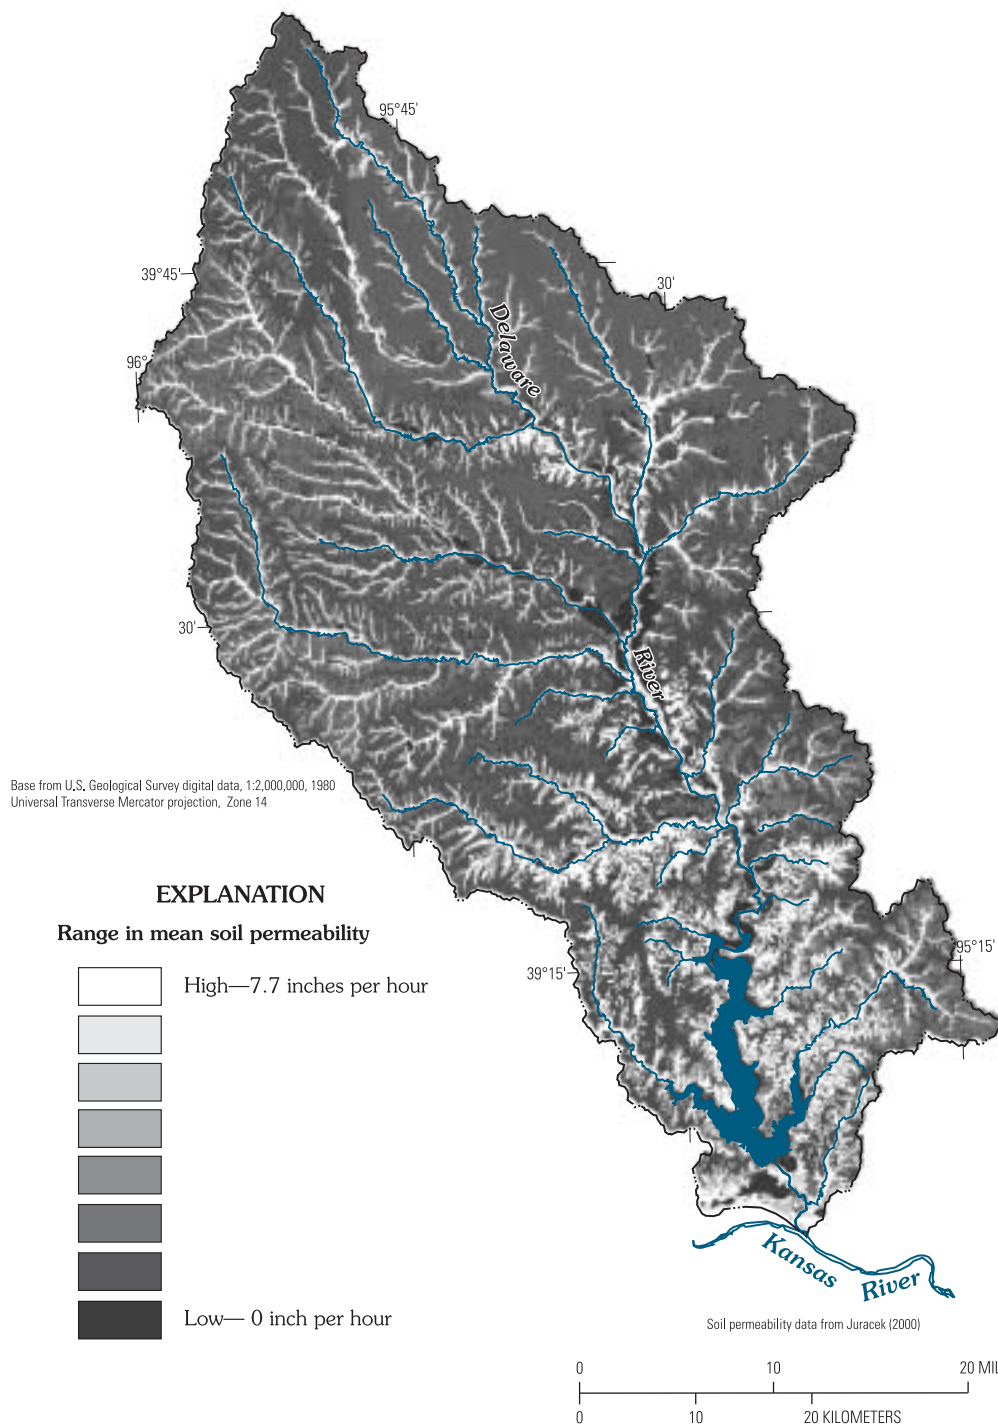 95°45'
39°45'
30'
Delaware
96°
30'
River
Base from U.S. Geological Survey digital data, 1:2,000,000, 1980
Universal Transverse Mercator projection, Zone 14
EXPLANATION
Range in mean soil permeability
High—7.7 inches per hour
Low— 0 inch per hour
95°15'
39°15'
Kansas River
Soil permeability data from Juracek (2000)
0 10 20 MIL
0 10 20 KILOMETERS